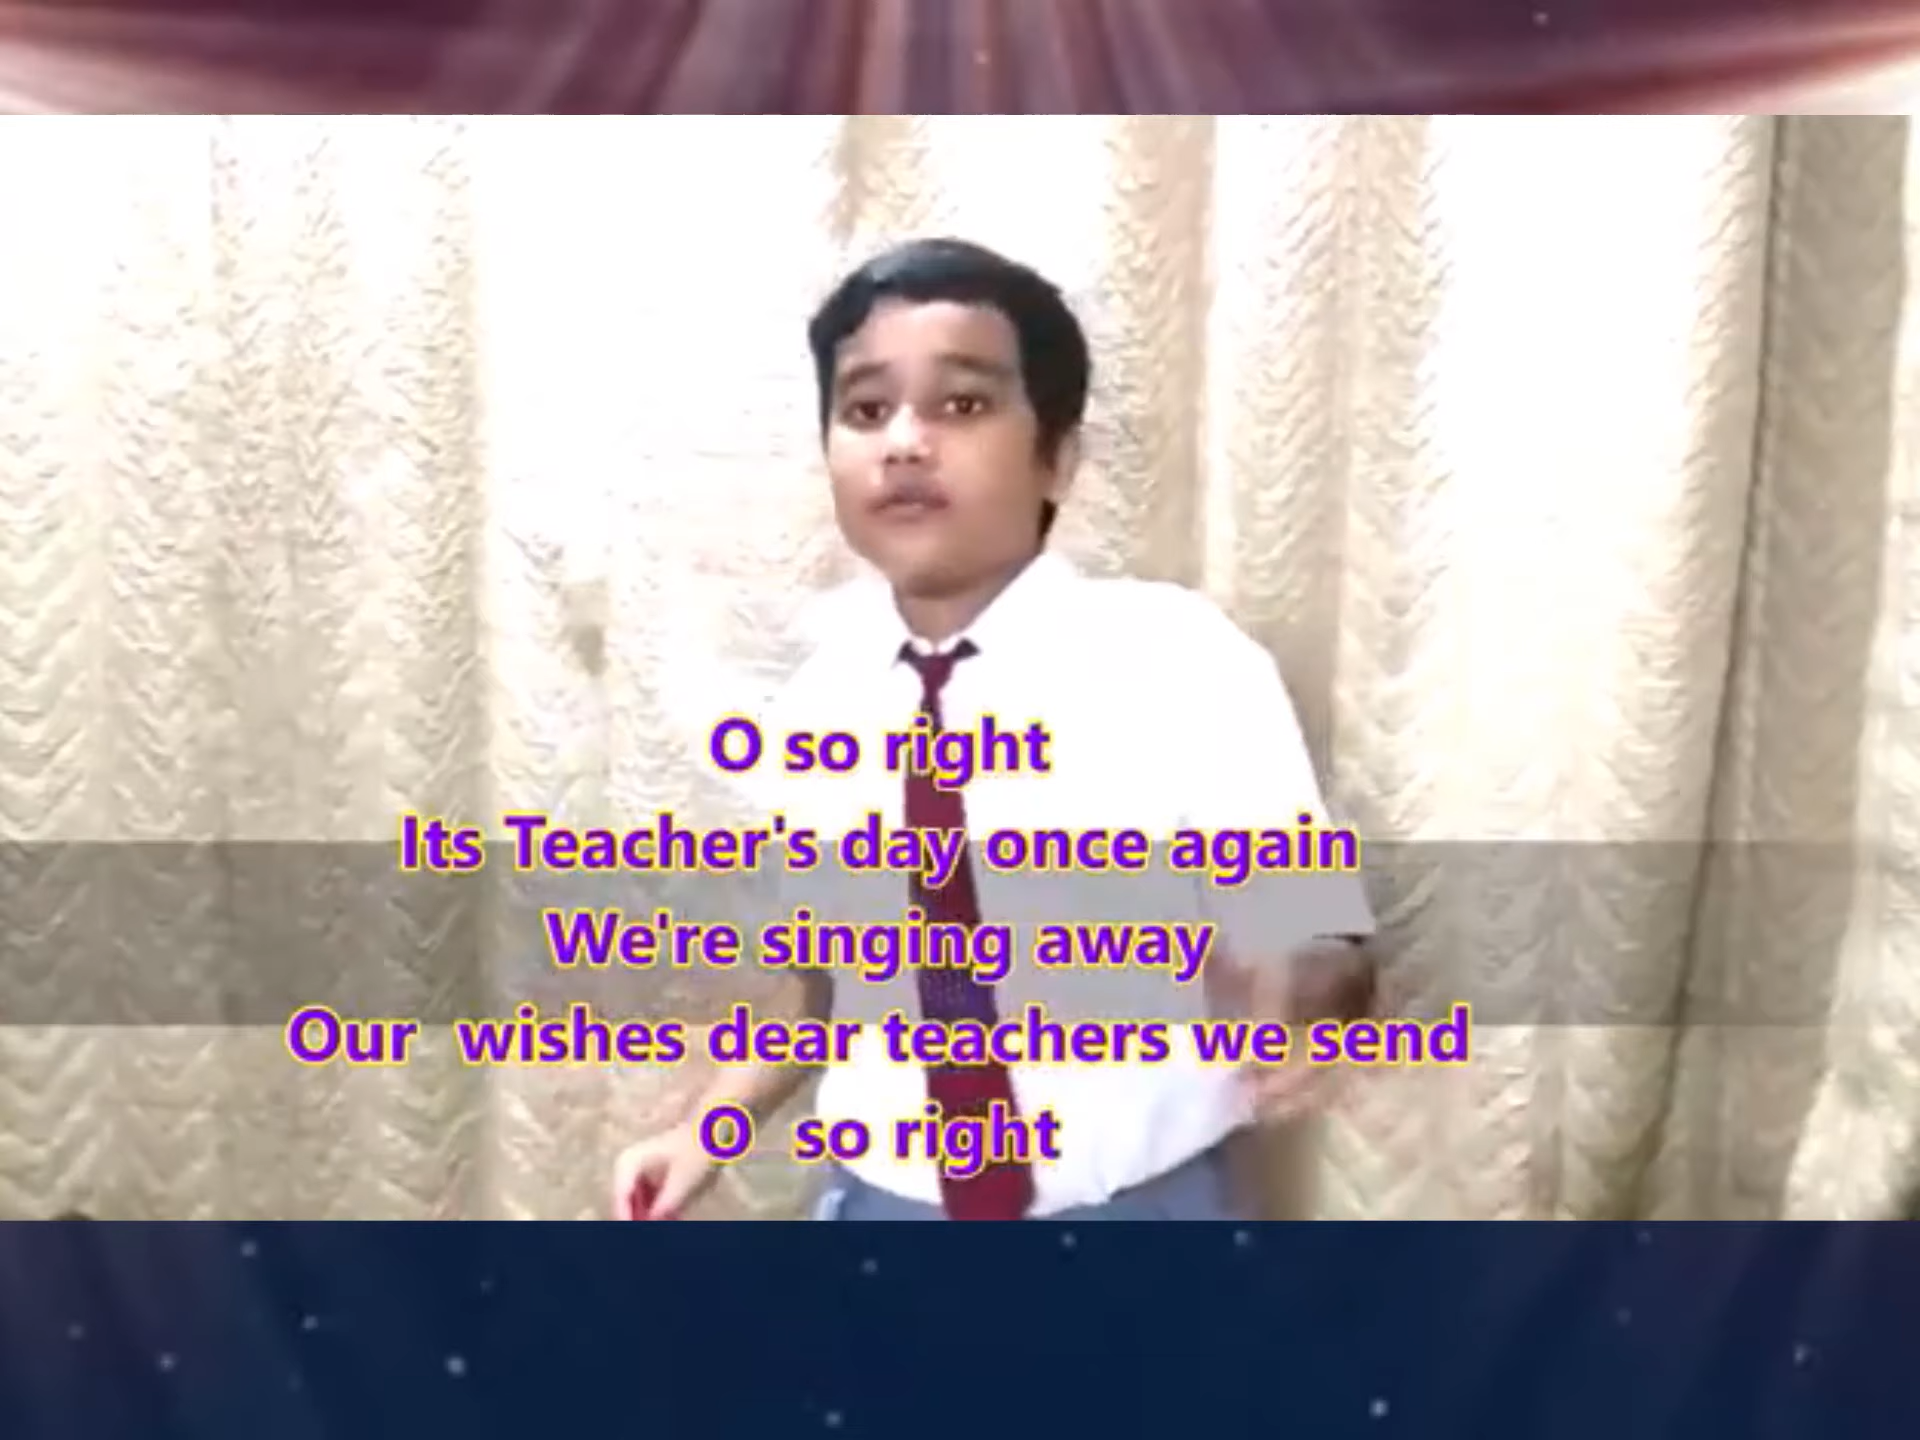 O so right
Its Teacher's day once again
We're singing away
Our wishes dear teachers we send
O so right